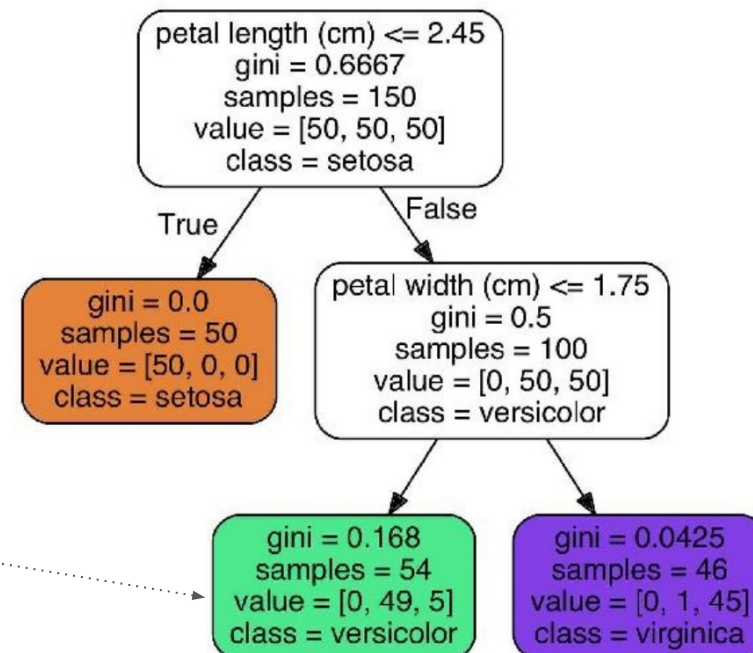 petal length (cm) <= 2.45
gini = 0.6667
samples = 150
value = [50, 50, 50]
class = setosa
True
False
gini = 0.0
samples = 50
value = [50, 0, 0]
class = setosa
petal width (cm) <= 1.75
gini = 0.5
samples = 100
value = [0, 50, 50]
class = versicolor
gini = 0.168
samples = 54
value = [0, 49, 5]
class = versicolor
gini = 0.0425
samples = 46
value = [0, 1, 45]
class = virginica